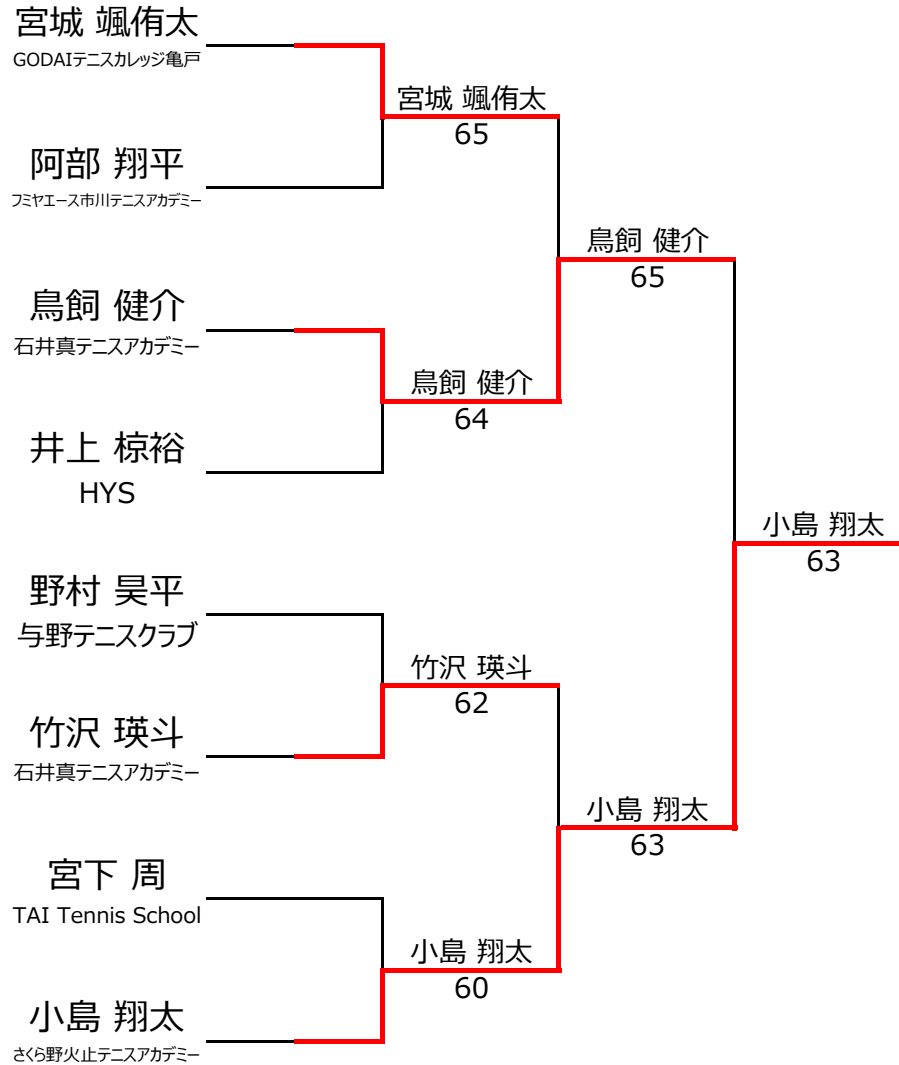 宮城 颯侑太
GODAIテニスカレッジ亀戸
宮城 颯侑太
65
阿部 翔平
フミヤエース市川テニスアカデミー
鳥飼 健介
65
鳥飼 健介
石井真テニスアカデミー
鳥飼 健介
64
井上 椋裕
HYS
小島 翔太
63
野村 昊平
与野テニスクラブ
竹沢 瑛斗
62
竹沢 瑛斗
石井真テニスアカデミー
小島 翔太
63
宮下 周
TAI Tennis School
小島 翔太
60
小島 翔太
さくら野火止テニスアカデミー